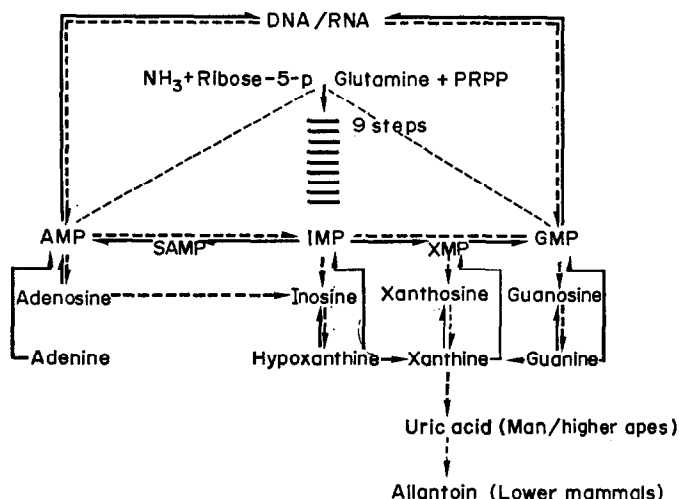 DNA/RNA
NH₃+Ribose-5-p Glutamine + PRPP
9 steps
AMP SAMP IMP XMP GMP
Adenosine Inosine Xanthosine Guanosine
Adenine Hypoxanthine Xanthine Guanine
Uric acid (Man/higher apes)
Allantoin (Lower mammals)